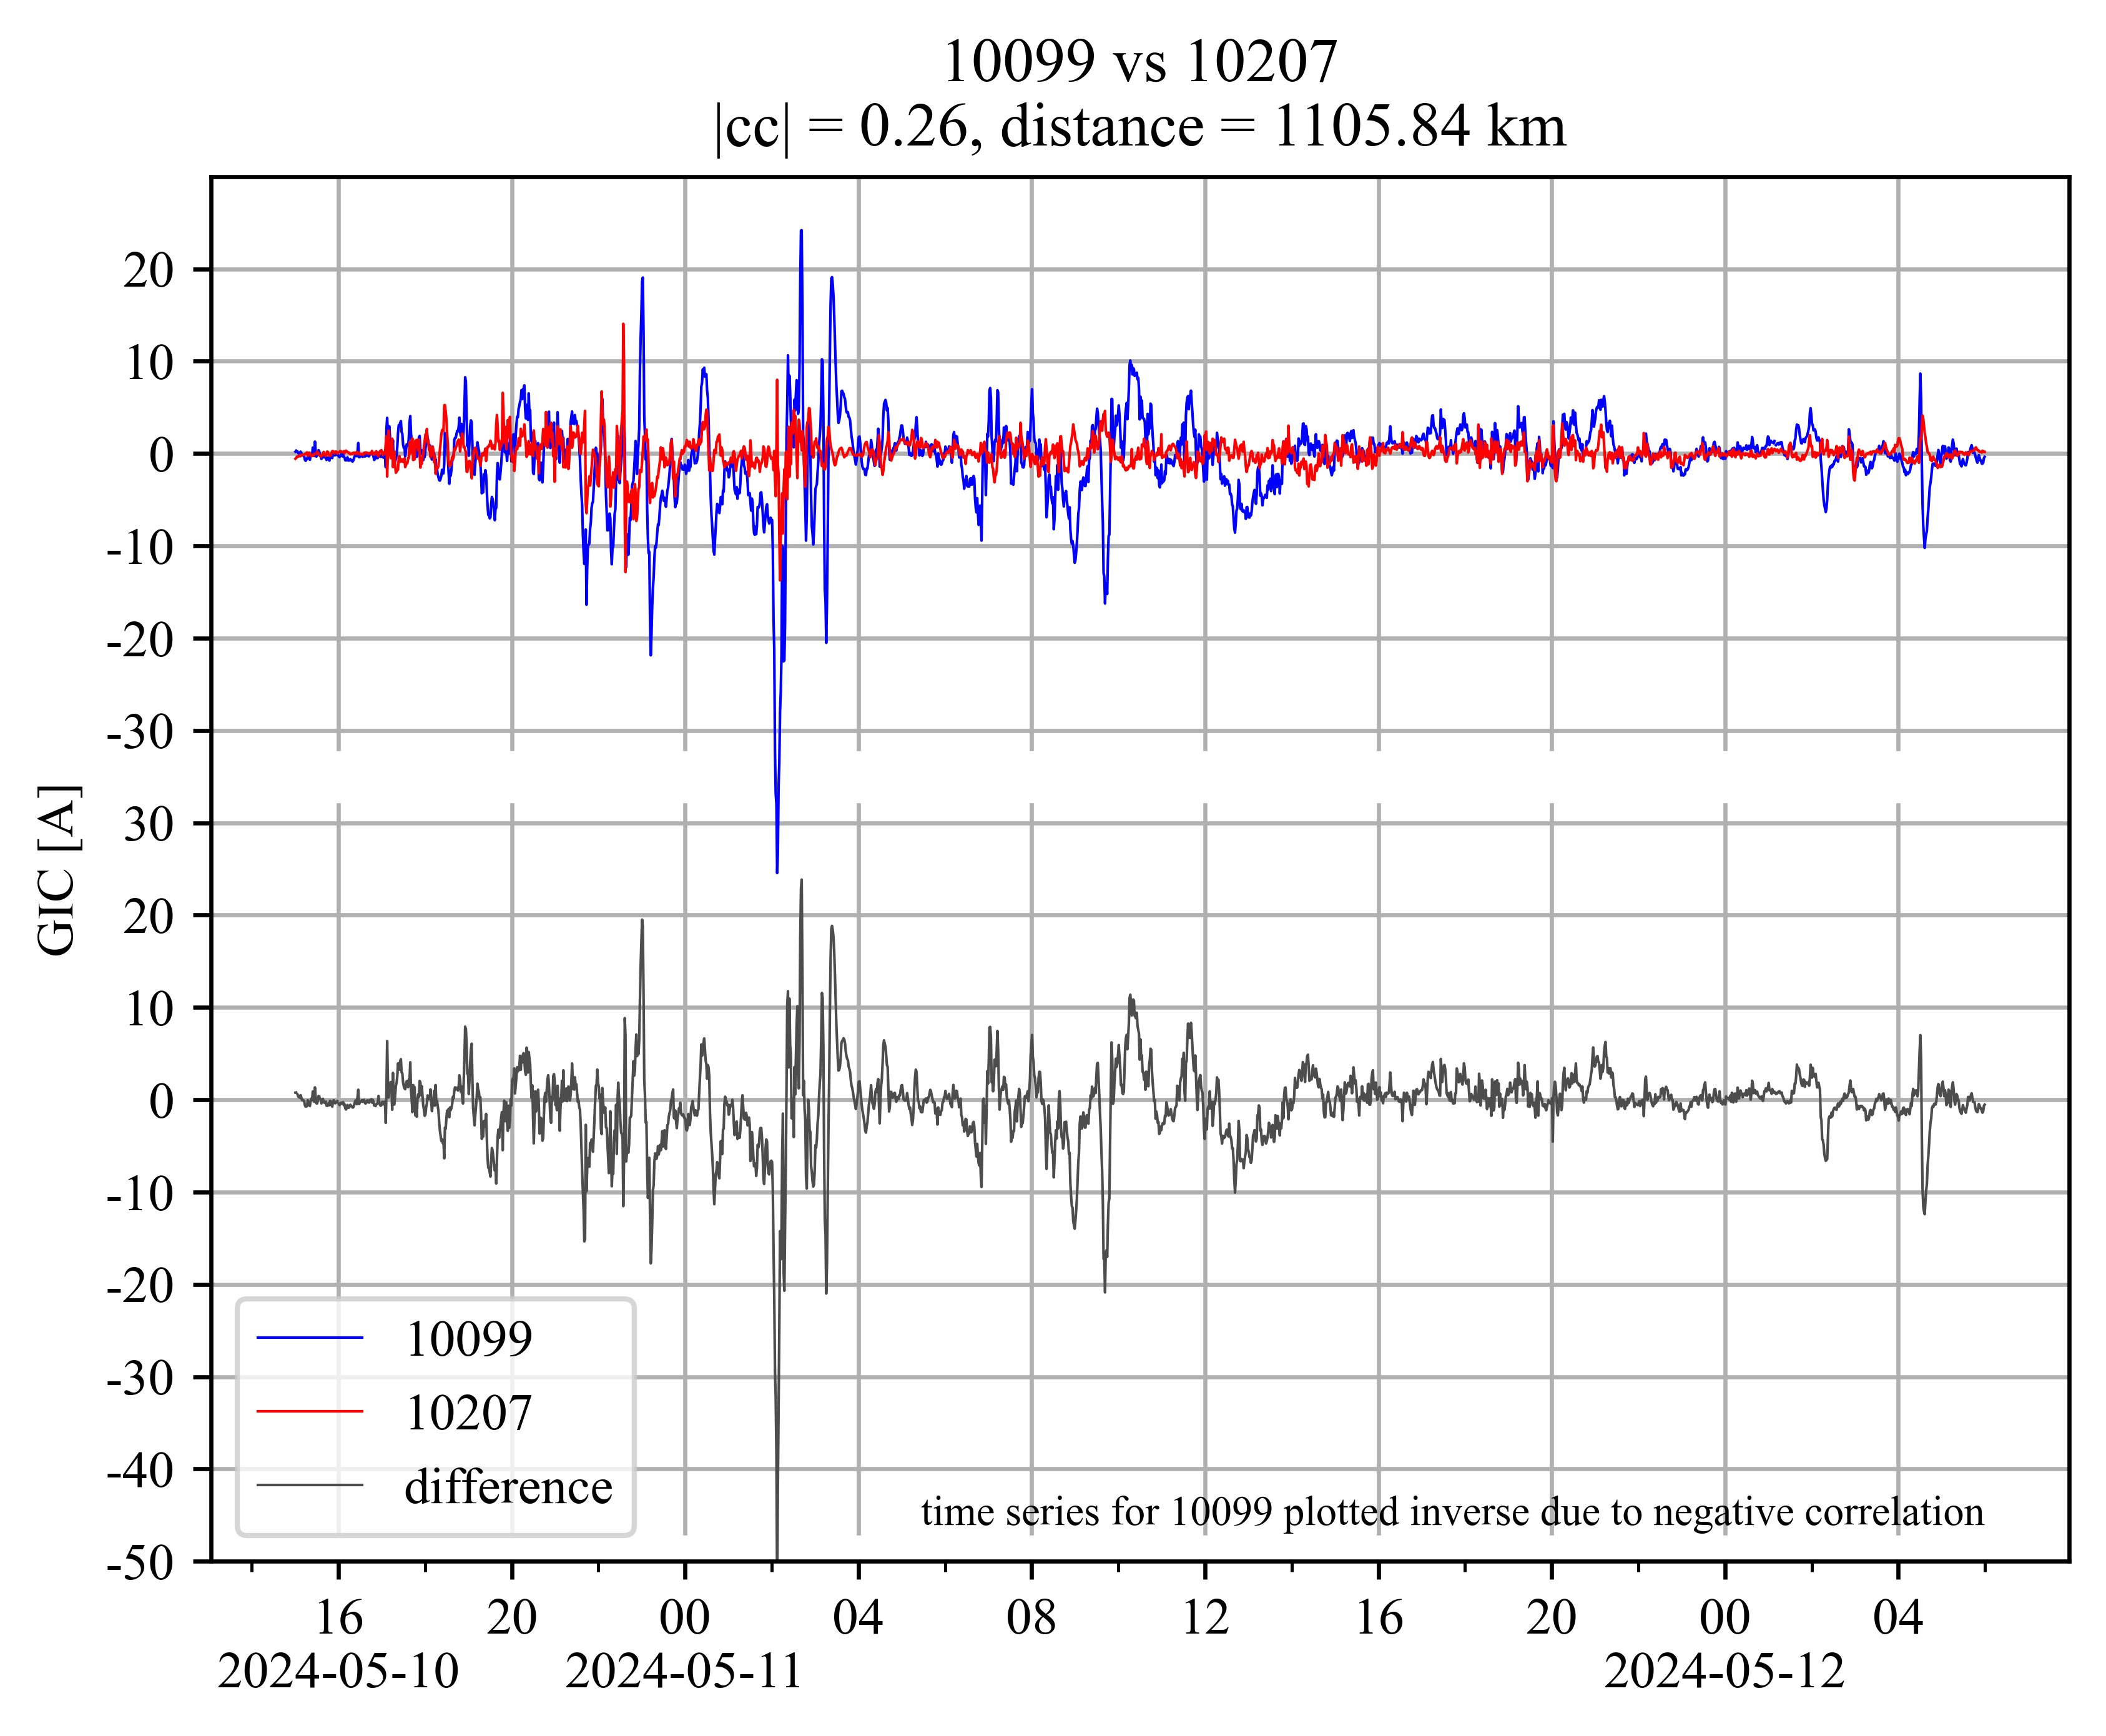 10099 vs 10207
|cc| = 0.26, distance = 1105.84 km
GIC [A]
20
10
0
-10
-20
-30
30
20
10
0
-10
-20
-30
-40
-50
10099
10207
difference
time series for 10099 plotted inverse due to negative correlation
16 20 00 04 08 12 16 20 00 04
2024-05-10 2024-05-11 2024-05-12